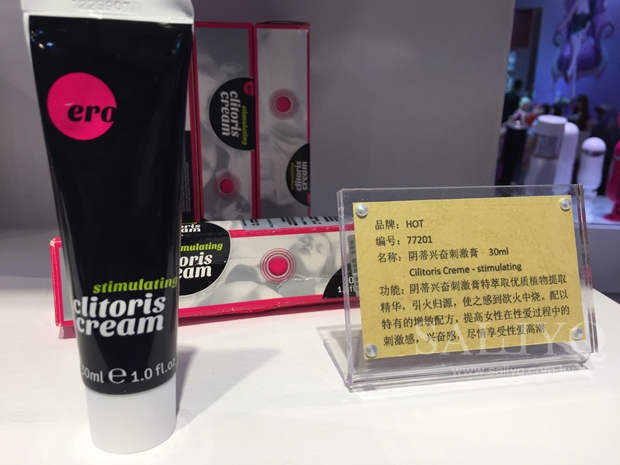 229907
ero
stimulating
clitoris
cream
30ml e 1.0 fl.oz
stimulating
clitoris
cream
stimulating
clitoris
cream
品牌：HOT
编号：77201
名称：阴蒂兴奋刺激膏 30ml
Cilitoris Creme - stimulating
功能：阴蒂兴奋刺激膏特萃取优质植物提取
精华，引火归源，使之感到欲火中烧。配以
特有的增敏配方，提高女性在性爱过程中的
刺激感，兴奋感，尽情享受性爱高潮
SALIYO